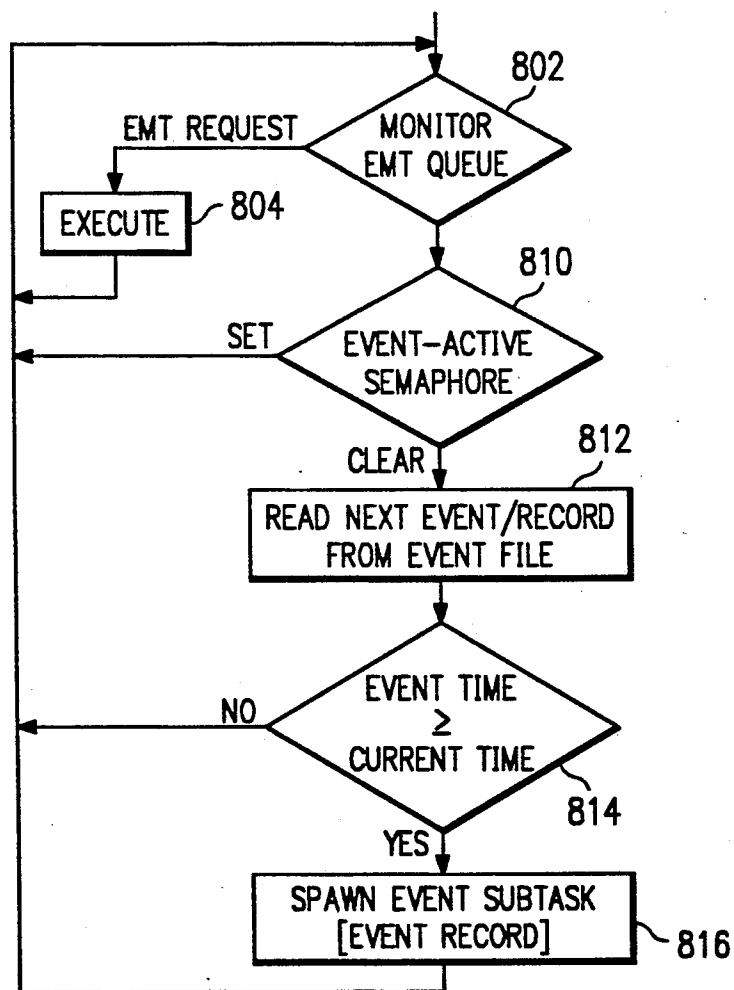 802
MONITOR
EMT QUEUE
EMT REQUEST
EXECUTE
804
810
EVENT-ACTIVE
SEMAPHORE
SET
CLEAR
812
READ NEXT EVENT/RECORD
FROM EVENT FILE
EVENT TIME
≥
CURRENT TIME
NO
814
YES
SPAWN EVENT SUBTASK
[EVENT RECORD]
816